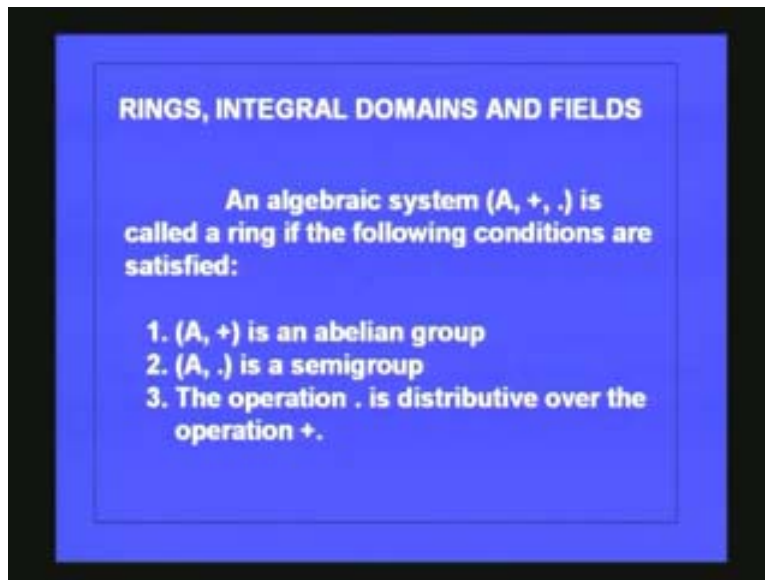 RINGS, INTEGRAL DOMAINS AND FIELDS
An algebraic system (A, +, .) is
called a ring if the following conditions are
satisfied:
1. (A, +) is an abelian group
2. (A, .) is a semigroup
3. The operation . is distributive over the
operation +.